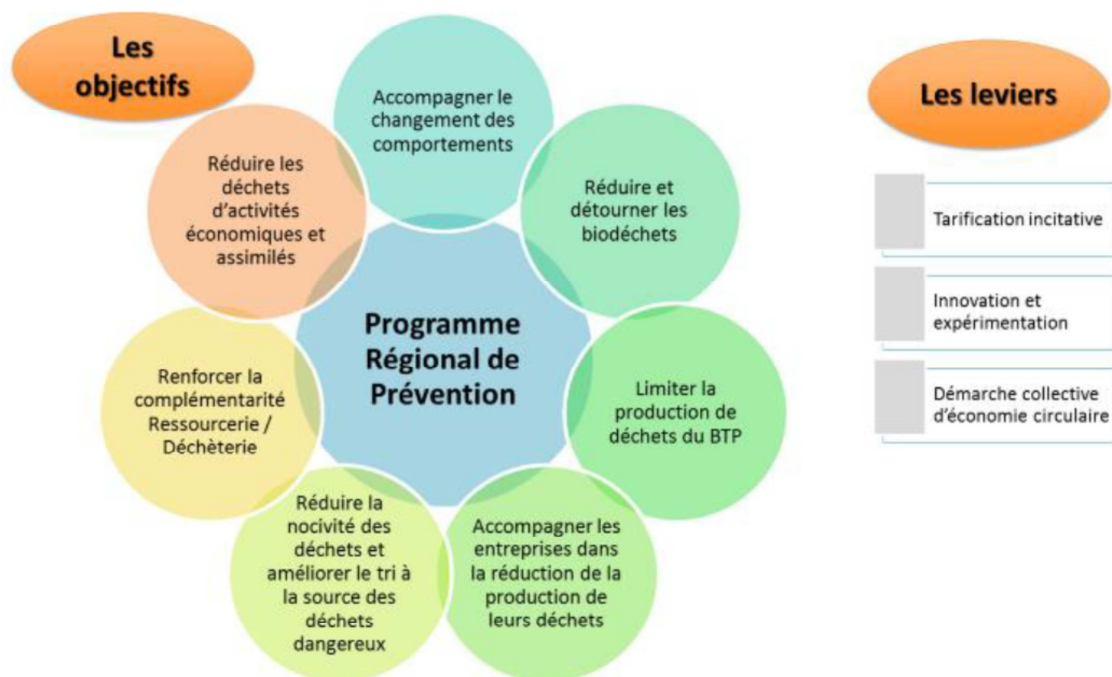 Les
objectifs
Accompagner le
changement des
comportements
Réduire et
détourner les
biodéchets
Limiter la
production de
déchets du BTP
Accompagner les
entreprises dans
la réduction de la
production de
leurs déchets
Réduire la
nocivité des
déchets et
améliorer le tri à
la source des
déchets
dangereux
Renforcer la
complémentarité
Ressourcerie /
Déchèterie
Réduire les
déchets
d'activités
économiques et
assimilés
Programme
Régional de
Prévention
Les leviers
Tarification incitative
Innovation et
expérimentation
Démarche collective
d'économie circulaire